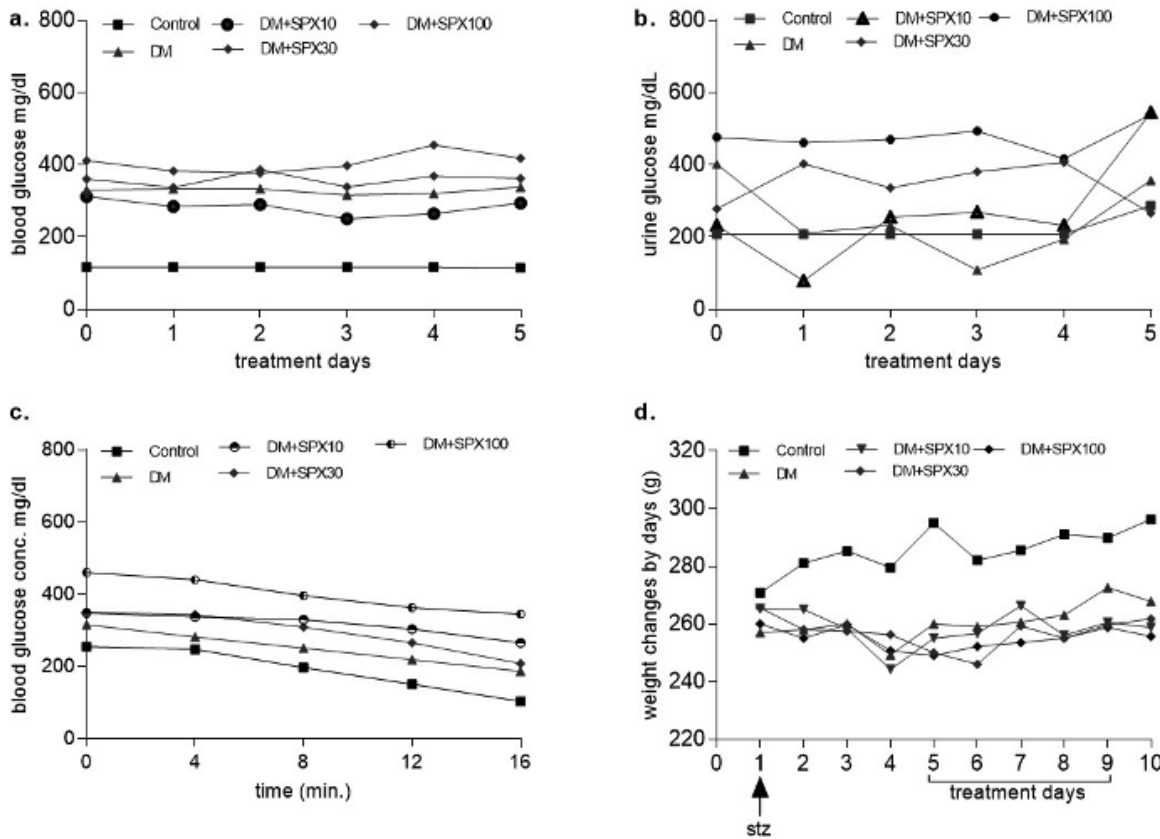 a.
800
600
400
200
0
blood glucose mg/dl
Control
DM+SPX10
DM+SPX100
DM
DM+SPX30
0 1 2 3 4 5
treatment days
b.
800
600
400
200
0
urine glucose mg/dL
Control
DM+SPX10
DM+SPX100
DM
DM+SPX30
0 1 2 3 4 5
treatment days
c.
800
600
400
200
0
blood glucose conc. mg/dl
Control
DM+SPX10
DM+SPX100
DM
DM+SPX30
0 4 8 12 16
time (min.)
d.
320
300
280
260
240
220
weight changes by days (g)
Control
DM+SPX10
DM+SPX100
DM
DM+SPX30
1 2 3 4 5 6 7 8 9 10
treatment days
stz